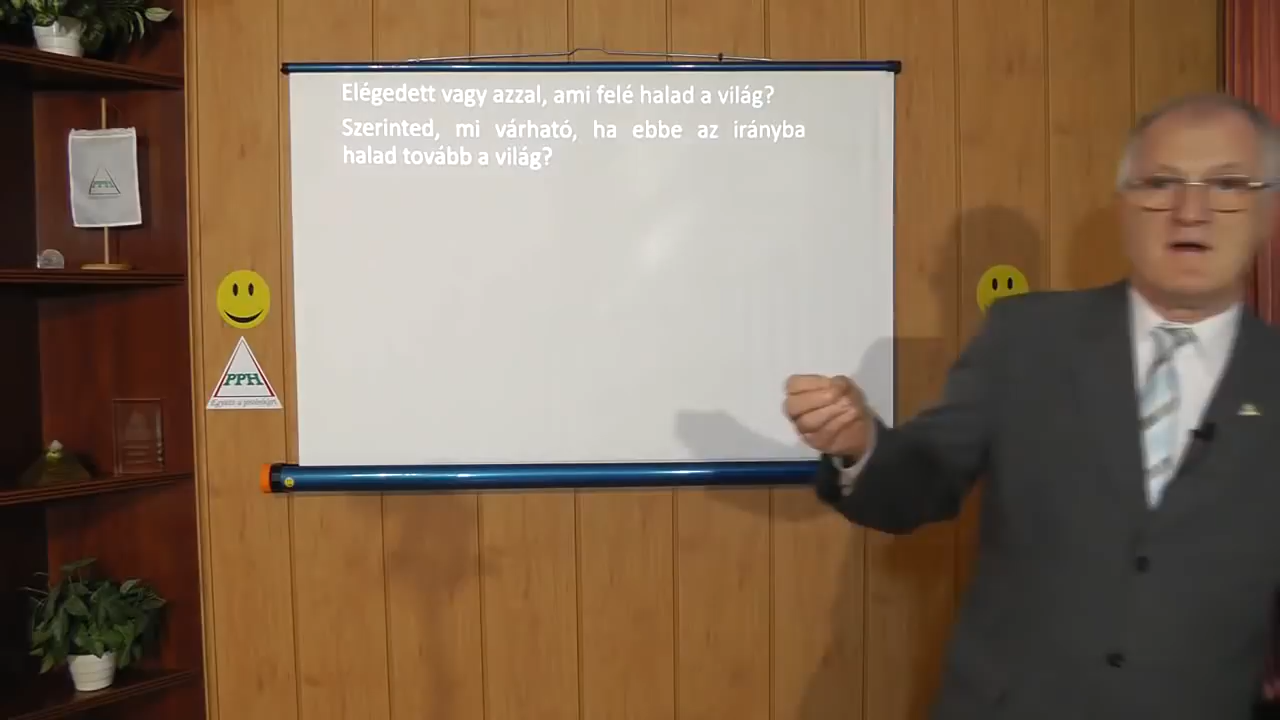 Elégedett vagy azzal, ami felé halad a világ?
Szerinted, mi várható, ha ebbe az irányba
halad tovább a világ?
PPH